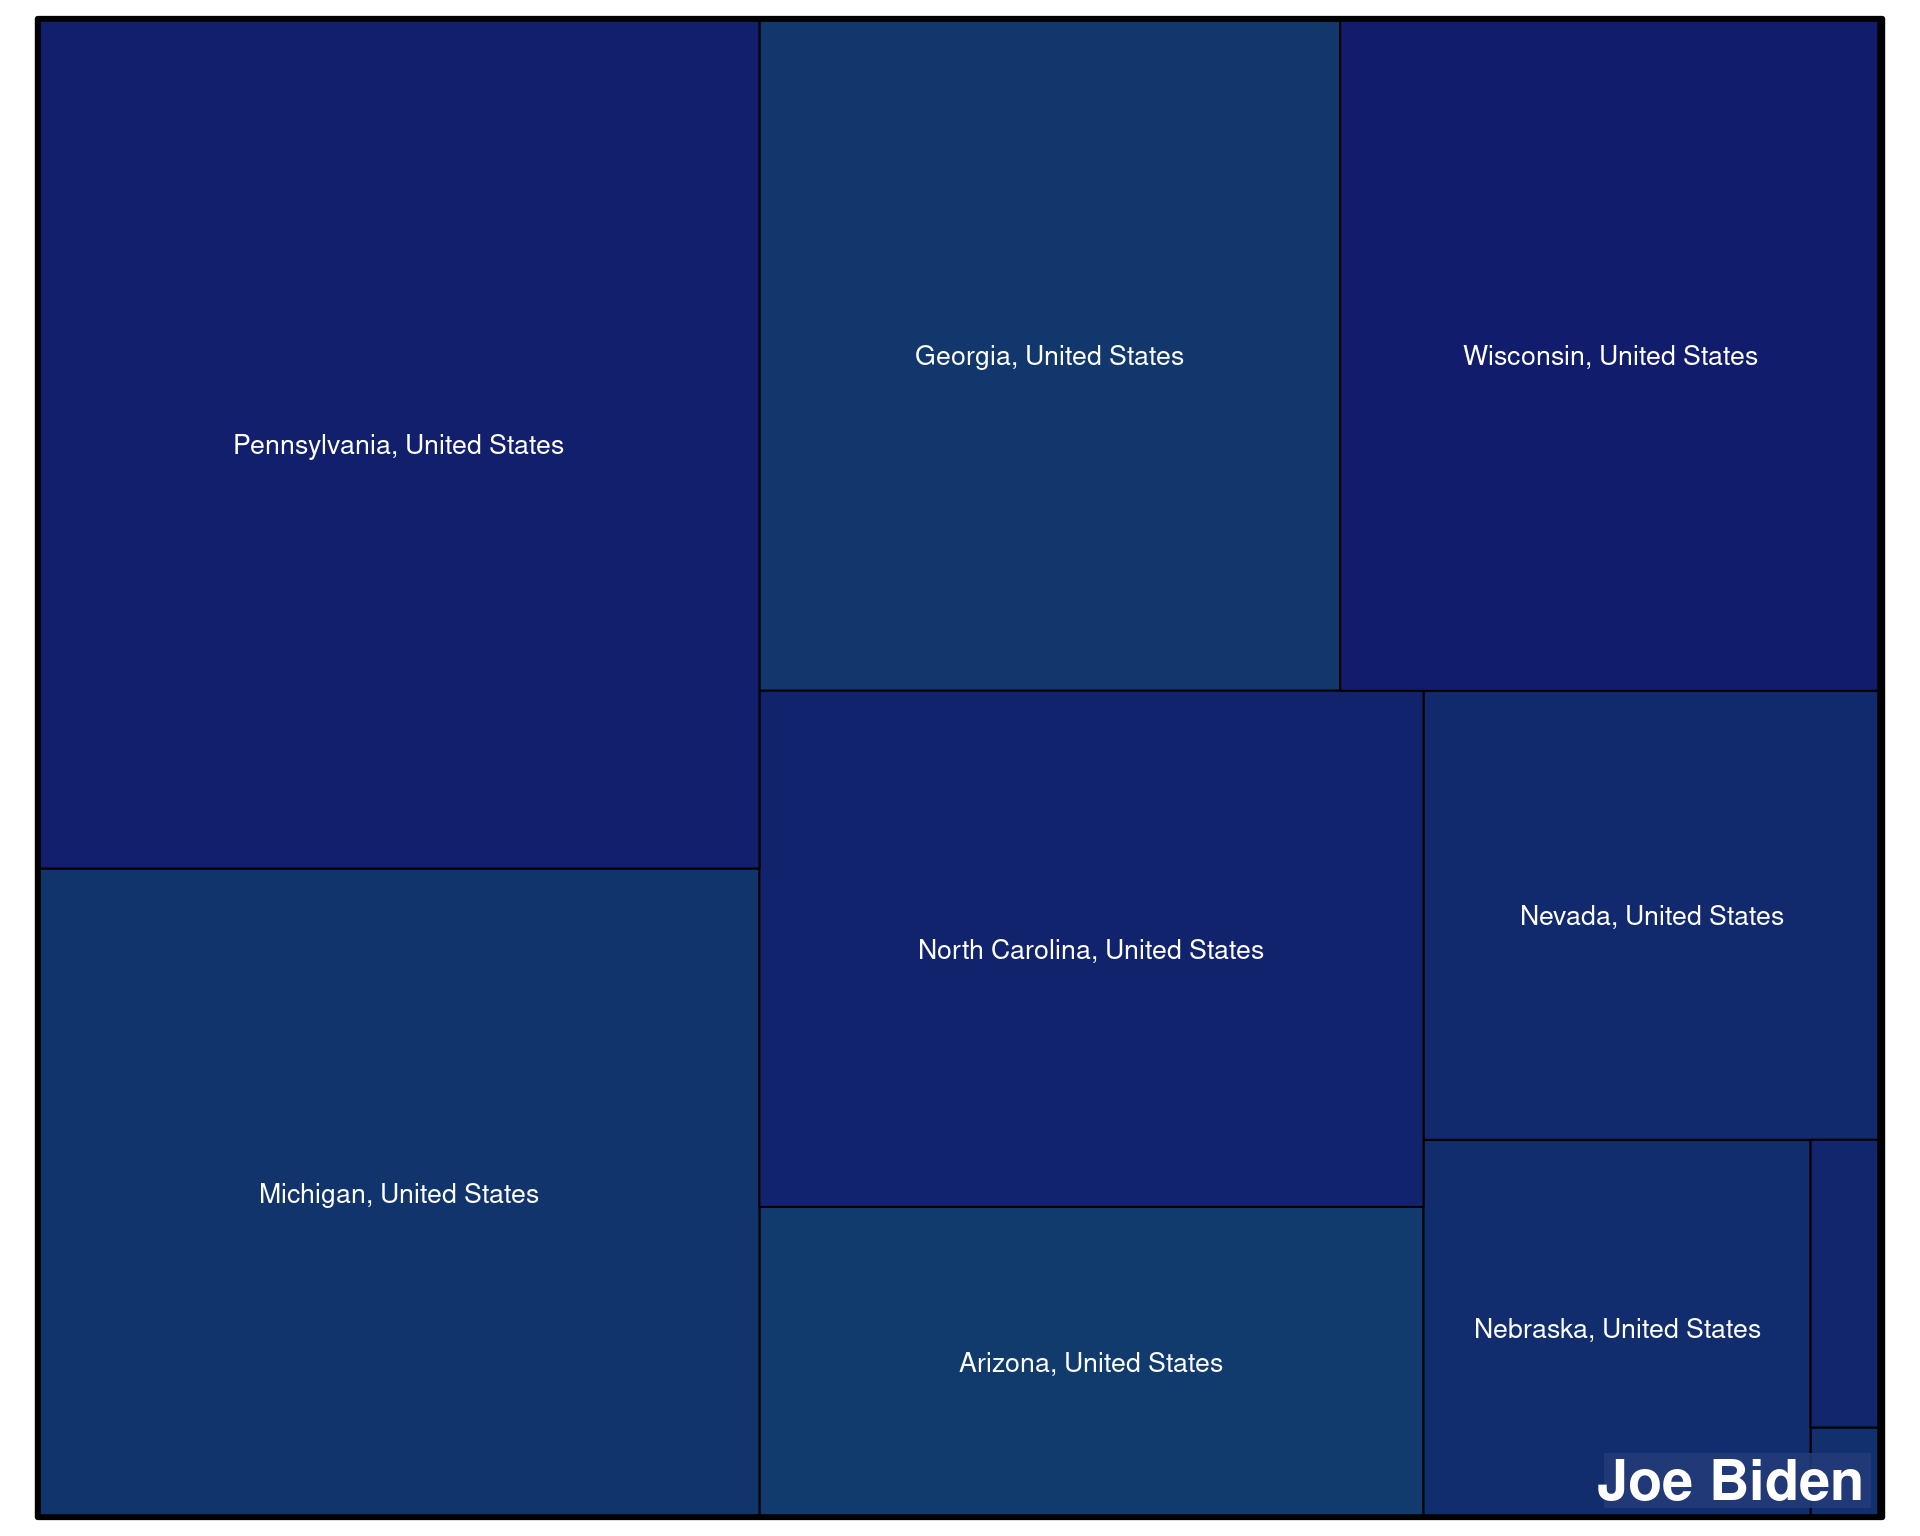 Georgia, United States
Wisconsin, United States
Pennsylvania, United States
Nevada, United States
North Carolina, United States
Michigan, United States
Nebraska, United States
Arizona, United States
Joe Biden